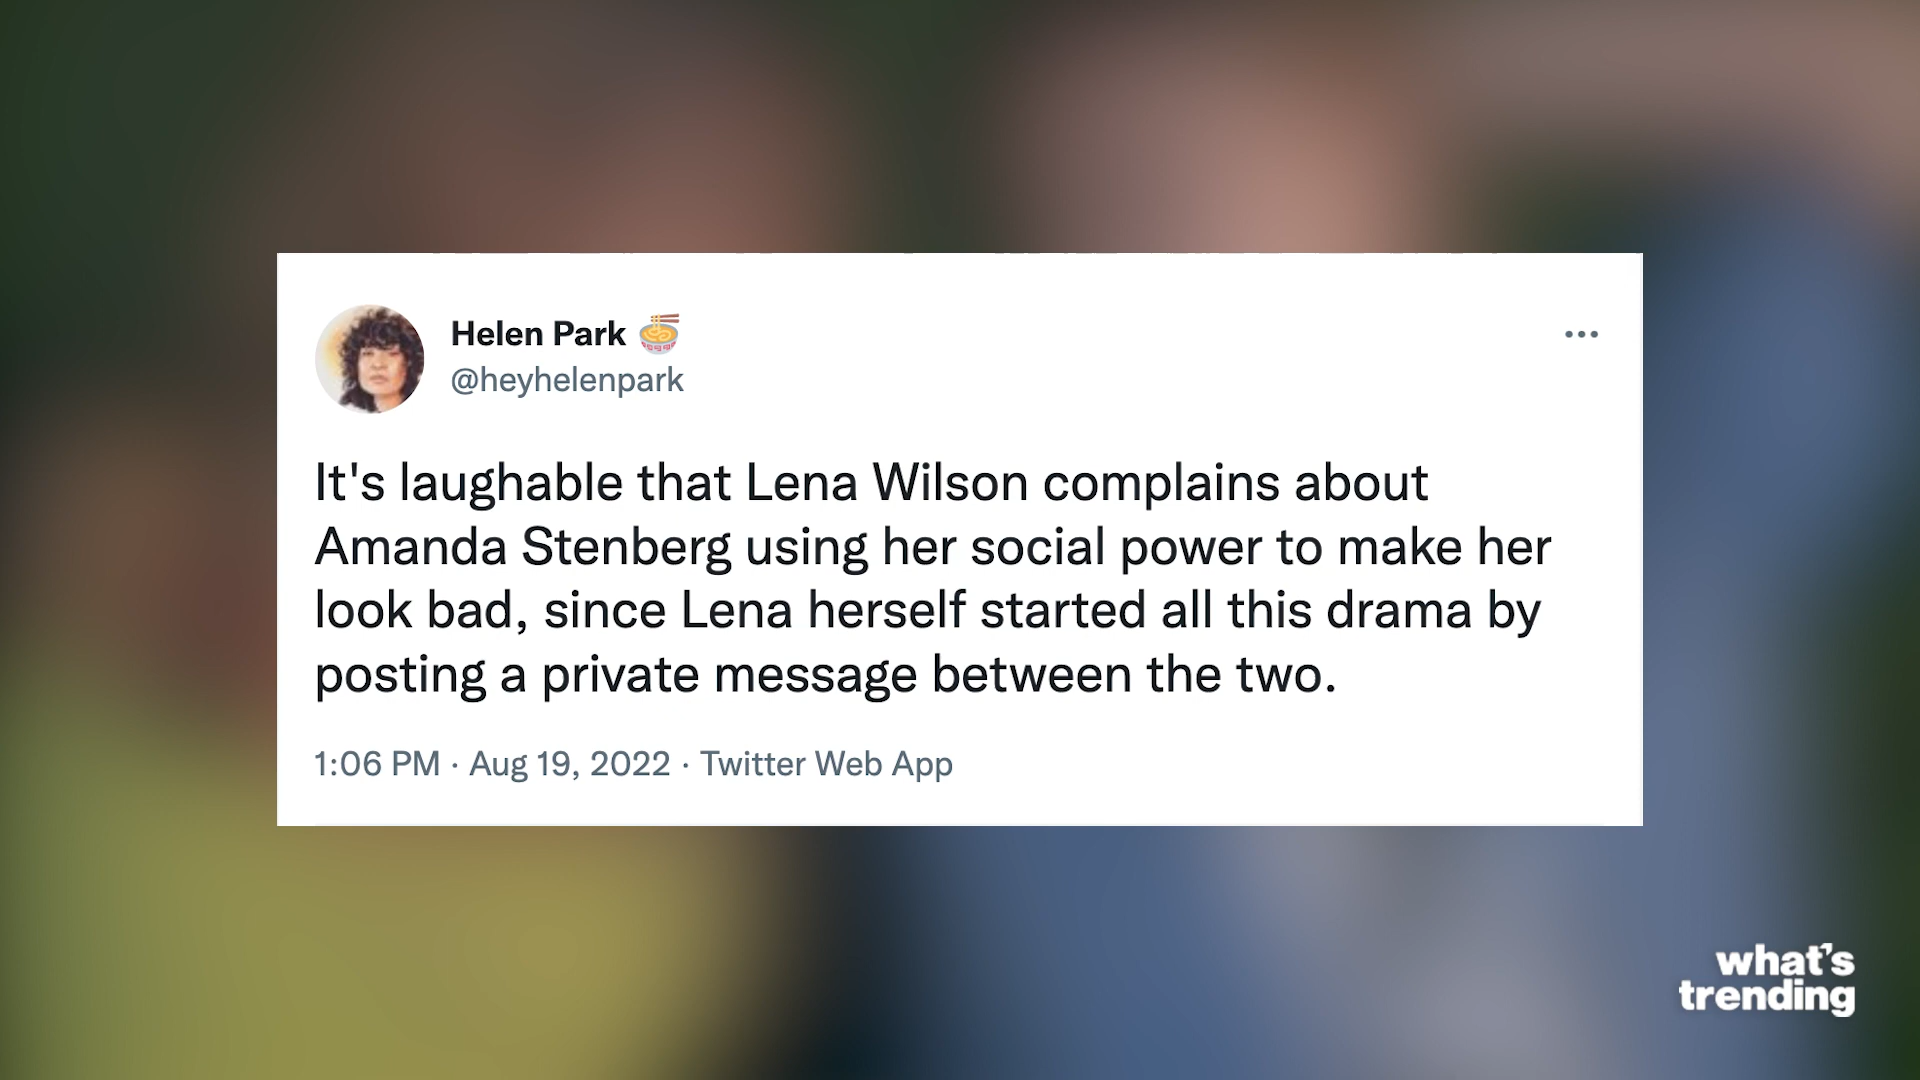 Helen Park 🍜
@heyhelenpark
It's laughable that Lena Wilson complains about
Amanda Stenberg using her social power to make her
look bad, since Lena herself started all this drama by
posting a private message between the two.
1:06 PM · Aug 19, 2022 · Twitter Web App
what's
trending